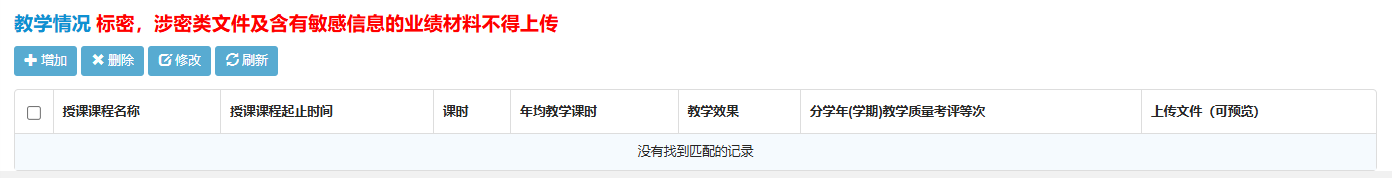 教学情况 标密，涉密类文件及含有敏感信息的业绩材料不得上传
增加 删除 修改 刷新
授课课程名称 授课课程起止时间 课时 年均教学课时 教学效果 分学年(学期)教学质量考评等次 上传文件（可预览）
没有找到匹配的记录